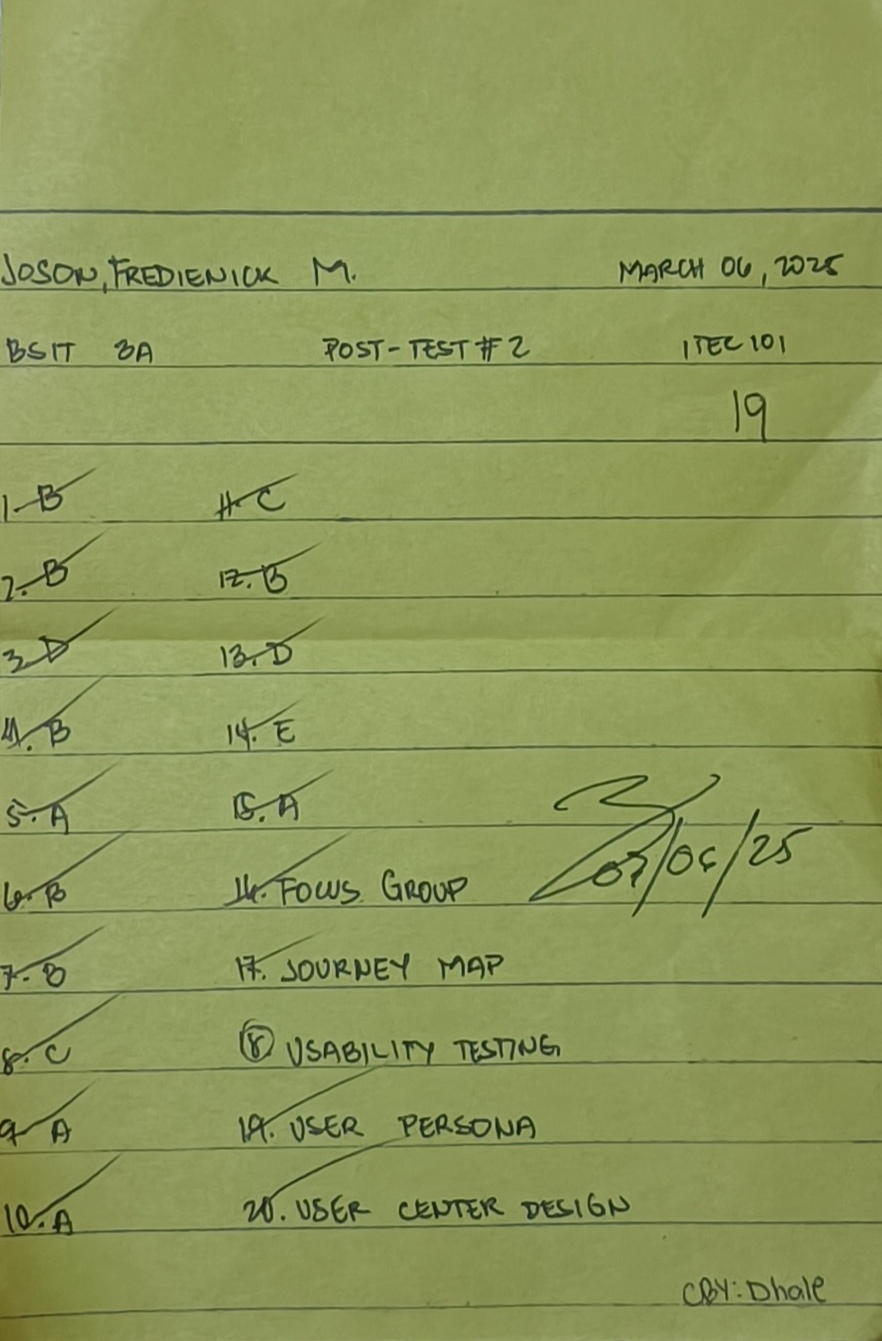 JOSON, FREDIENICK M. MARCH 06, 2025
BSIT 3A POST-TEST # 2 ITEC 101
19
1. B 11. C
2. B 12. B
3. D 13. D
4. B 14. E
5. A 15. A
03/06/25
6. B 16. FOCUS GROUP
7. B 17. JOURNEY MAP
8. C 18 USABILITY TESTING
9. A 19. USER PERSONA
10. A 20. USER CENTER DESIGN
CBY: Dhale